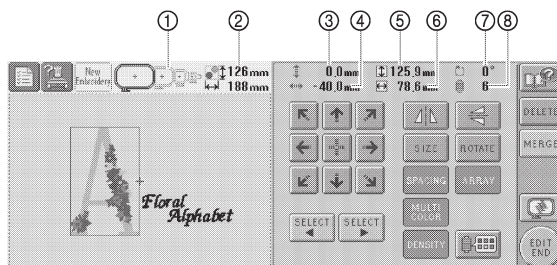 ① ② ③ ④ ⑤ ⑥ ⑦ ⑧
New Embroidery
126mm
188mm
0,0mm
-40,0mm
125,9mm
78,6mm
0°
6
DELETE
MERGE
SIZE ROTATE
SPACING ARRAY
MULTI COLOR
DENSITY
SELECT SELECT
EDIT END
Floral
Alphabet